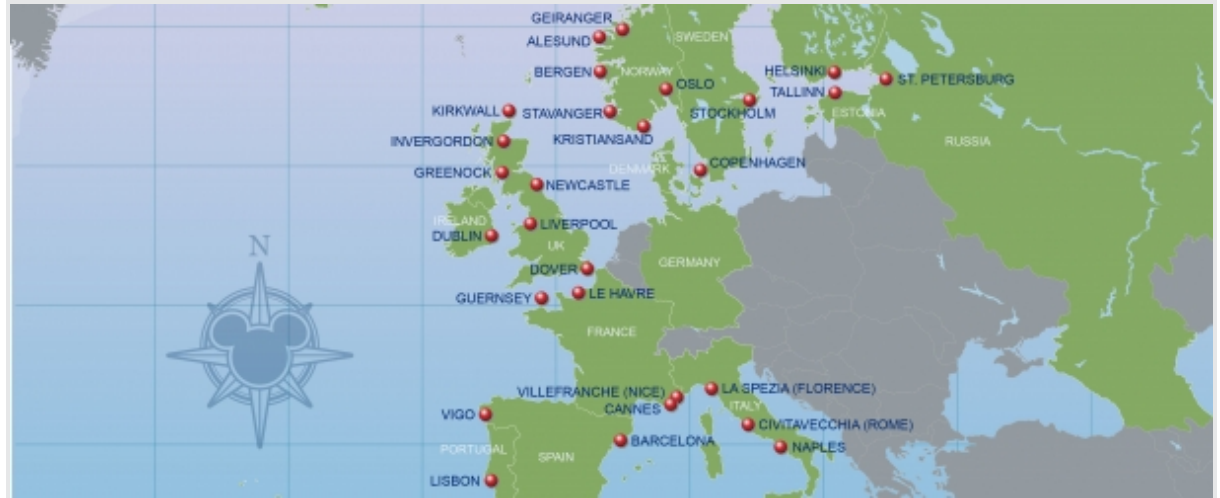 GEIRANGER
SWEDEN
ALESUND
BERGEN
NORWAY
HELSINKI
ST. PETERSBURG
OSLO
TALLINN
KIRKWALL
STAVANGER
STOCKHOLM
ESTONIA
KRISTIANSAND
INVERGORDON
RUSSIA
COPENHAGEN
DENMARK
GREENOCK
NEWCASTLE
IRELAND
LIVERPOOL
DUBLIN
UK
N
GERMANY
DOVER
LE HAVRE
GUERNSEY
FRANCE
VILLEFRANCHE (NICE)
LA SPEZIA (FLORENCE)
CANNES
ITALY
VIGO
CIVITAVECCHIA (ROME)
BARCELONA
NAPLES
PORTUGAL
SPAIN
LISBON